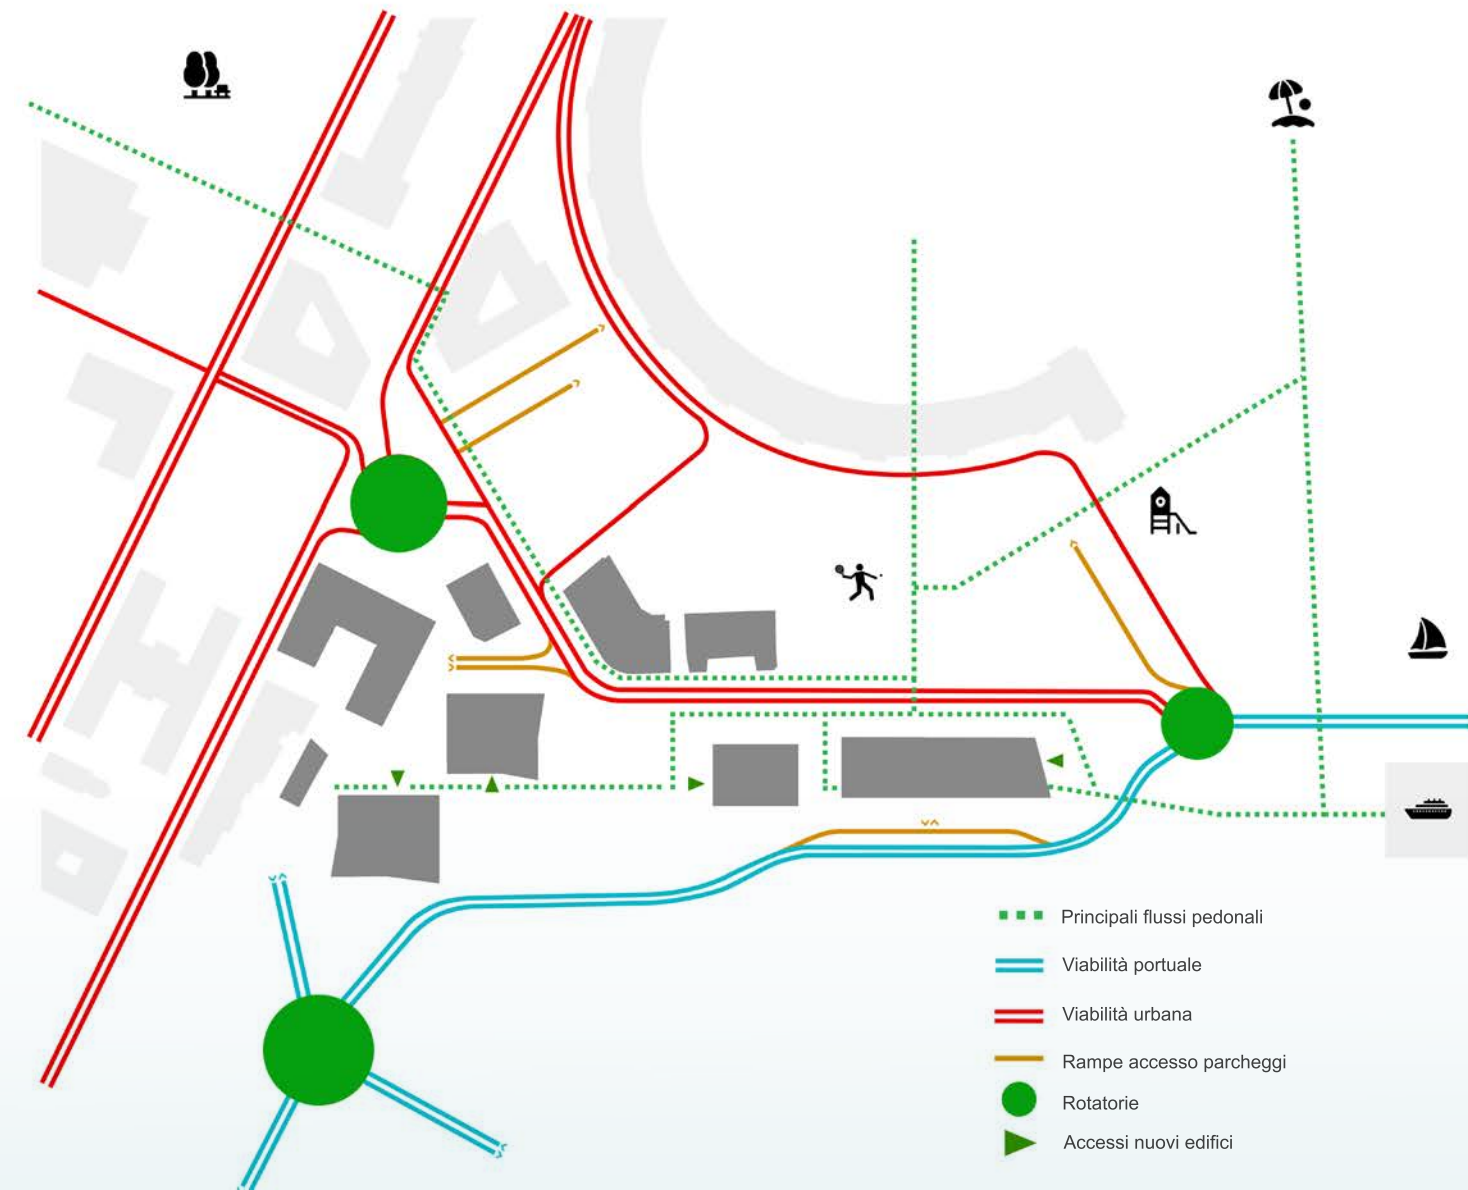 Principali flussi pedonali
Viabilità portuale
Viabilità urbana
Rampe accesso parcheggi
Rotatorie
Accessi nuovi edifici